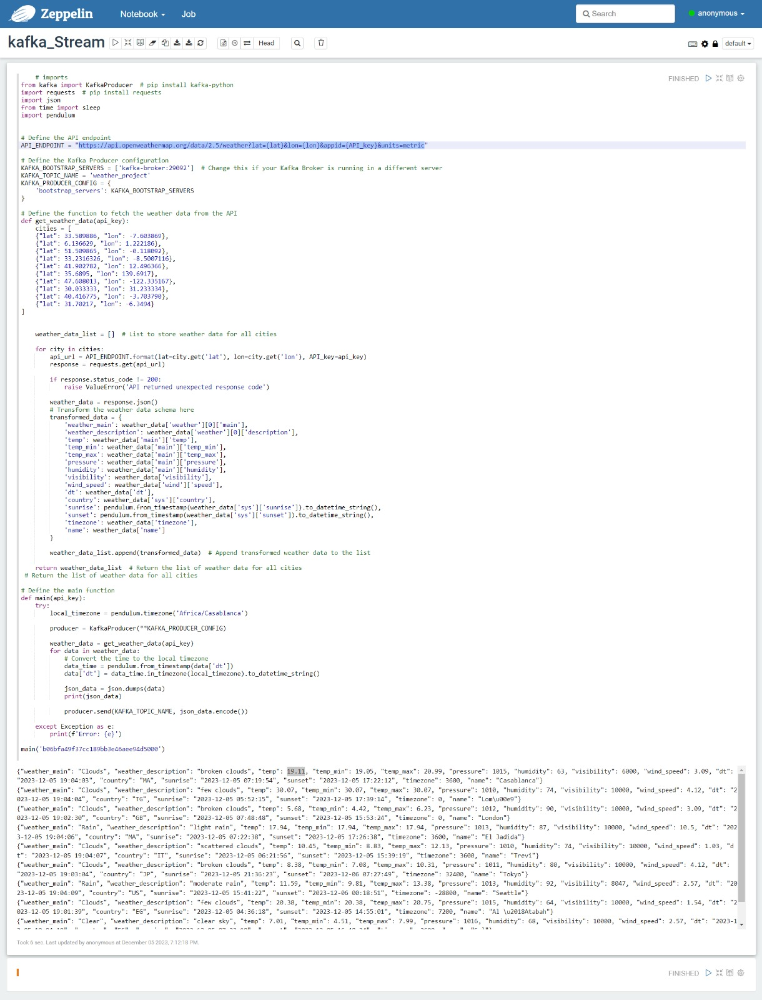 Zeppelin Notebook Job Search anonymous
kafka_Stream Head default
FINISHED
# imports
from kafka import KafkaProducer  # pip install kafka-python
import requests  # pip install requests
import json
from time import sleep
import pendulum
# Define the API endpoint
API_ENDPOINT = "https://api.openweathermap.org/data/2.5/weather?lat={lat}&lon={lon}&appid={API_key}&units=metric"
# Define the Kafka Producer configuration
KAFKA_BOOTSTRAP_SERVERS = ['kafka-broker:29092']  # Change this if your Kafka Broker is running in a different server
KAFKA_TOPIC_NAME = 'weather_project'
KAFKA_PRODUCER_CONFIG = {
    'bootstrap_servers': KAFKA_BOOTSTRAP_SERVERS
}
# Define the function to fetch the weather data from the API
def get_weather_data(api_key):
    cities = [
    {"lat": 33.589886, "lon": -7.603869},
    {"lat": 6.136629, "lon": 1.222186},
    {"lat": 51.509865, "lon": -0.118092},
    {"lat": 33.2316326, "lon": -8.5007116},
    {"lat": 41.902782, "lon": 12.496366},
    {"lat": 35.6895, "lon": 139.6917},
    {"lat": 47.608013, "lon": -122.335167},
    {"lat": 30.033333, "lon": 31.233334},
    {"lat": 40.416775, "lon": -3.703790},
    {"lat": 31.70217, "lon": -6.3494}
]
    weather_data_list = []  # List to store weather data for all cities
    for city in cities:
        api_url = API_ENDPOINT.format(lat=city.get('lat'), lon=city.get('lon'), API_key=api_key)
        response = requests.get(api_url)
        if response.status_code != 200:
            raise ValueError('API returned unexpected response code')
        weather_data = response.json()
        # Transform the weather data schema here
        transformed_data = {
            'weather_main': weather_data['weather'][0]['main'],
            'weather_description': weather_data['weather'][0]['description'],
            'temp': weather_data['main']['temp'],
            'temp_min': weather_data['main']['temp_min'],
            'temp_max': weather_data['main']['temp_max'],
            'pressure': weather_data['main']['pressure'],
            'humidity': weather_data['main']['humidity'],
            'visibility': weather_data['visibility'],
            'wind_speed': weather_data['wind']['speed'],
            'dt': weather_data['dt'],
            'country': weather_data['sys']['country'],
            'sunrise': pendulum.from_timestamp(weather_data['sys']['sunrise']).to_datetime_string(),
            'sunset': pendulum.from_timestamp(weather_data['sys']['sunset']).to_datetime_string(),
            'timezone': weather_data['timezone'],
            'name': weather_data['name']
        }
        weather_data_list.append(transformed_data)  # Append transformed weather data to the list
    return weather_data_list  # Return the list of weather data for all cities
 # Return the list of weather data for all cities
# Define the main function
def main(api_key):
    try:
        local_timezone = pendulum.timezone('Africa/Casablanca')
        producer = KafkaProducer(**KAFKA_PRODUCER_CONFIG)
        weather_data = get_weather_data(api_key)
        for data in weather_data:
            # Convert the time to the local timezone
            data_time = pendulum.from_timestamp(data['dt'])
            data['dt'] = data_time.in_timezone(local_timezone).to_datetime_string()
            json_data = json.dumps(data)
            print(json_data)
            producer.send(KAFKA_TOPIC_NAME, json_data.encode())
    except Exception as e:
        print(f'Error: {e}')
main('b06bfa49f37cc189bb3e46aee94d5000')
{"weather_main": "Clouds", "weather_description": "broken clouds", "temp": 19.11, "temp_min": 19.05, "temp_max": 20.99, "pressure": 1015, "humidity": 63, "visibility": 6000, "wind_speed": 3.09, "dt":
"2023-12-05 19:04:03", "country": "MA", "sunrise": "2023-12-05 07:19:54", "sunset": "2023-12-05 17:22:12", "timezone": 3600, "name": "Casablanca"}
{"weather_main": "Clouds", "weather_description": "few clouds", "temp": 30.07, "temp_min": 30.07, "temp_max": 30.07, "pressure": 1010, "humidity": 74, "visibility": 10000, "wind_speed": 4.12, "dt": "2
023-12-05 19:04:04", "country": "TG", "sunrise": "2023-12-05 05:52:15", "sunset": "2023-12-05 17:39:14", "timezone": 0, "name": "Lom\u00e9"}
{"weather_main": "Clouds", "weather_description": "broken clouds", "temp": 5.68, "temp_min": 4.42, "temp_max": 6.23, "pressure": 1012, "humidity": 90, "visibility": 10000, "wind_speed": 3.09, "dt": "2
023-12-05 19:02:30", "country": "GB", "sunrise": "2023-12-05 07:48:48", "sunset": "2023-12-05 15:53:24", "timezone": 0, "name": "London"}
{"weather_main": "Rain", "weather_description": "light rain", "temp": 17.94, "temp_min": 17.94, "temp_max": 17.94, "pressure": 1013, "humidity": 87, "visibility": 10000, "wind_speed": 10.5, "dt": "202
3-12-05 19:04:06", "country": "MA", "sunrise": "2023-12-05 07:22:38", "sunset": "2023-12-05 17:26:38", "timezone": 3600, "name": "El Jadida"}
{"weather_main": "Clouds", "weather_description": "scattered clouds", "temp": 10.45, "temp_min": 8.83, "temp_max": 12.13, "pressure": 1010, "humidity": 74, "visibility": 10000, "wind_speed": 1.03, "d
t": "2023-12-05 19:04:07", "country": "IT", "sunrise": "2023-12-05 06:21:56", "sunset": "2023-12-05 15:39:19", "timezone": 3600, "name": "Trevi"}
{"weather_main": "Clouds", "weather_description": "broken clouds", "temp": 8.38, "temp_min": 7.08, "temp_max": 10.31, "pressure": 1011, "humidity": 80, "visibility": 10000, "wind_speed": 4.12, "dt":
"2023-12-05 19:03:04", "country": "JP", "sunrise": "2023-12-05 21:36:23", "sunset": "2023-12-06 07:27:49", "timezone": 32400, "name": "Tokyo"}
{"weather_main": "Rain", "weather_description": "moderate rain", "temp": 11.59, "temp_min": 9.81, "temp_max": 13.38, "pressure": 1013, "humidity": 92, "visibility": 8047, "wind_speed": 2.57, "dt": "20
23-12-05 19:04:09", "country": "US", "sunrise": "2023-12-05 15:41:22", "sunset": "2023-12-06 00:18:51", "timezone": -28800, "name": "Seattle"}
{"weather_main": "Clouds", "weather_description": "few clouds", "temp": 20.38, "temp_min": 20.38, "temp_max": 20.75, "pressure": 1015, "humidity": 64, "visibility": 10000, "wind_speed": 1.54, "dt": "2
023-12-05 19:01:39", "country": "EG", "sunrise": "2023-12-05 04:36:18", "sunset": "2023-12-05 14:55:01", "timezone": 7200, "name": "Al \u2018Atabah"}
{"weather_main": "Clear", "weather_description": "clear sky", "temp": 7.01, "temp_min": 4.51, "temp_max": 7.99, "pressure": 1016, "humidity": 68, "visibility": 10000, "wind_speed": 2.57, "dt": "2023-1
Took 6 sec. Last updated by anonymous at December 05 2023, 7:12:18 PM.
FINISHED